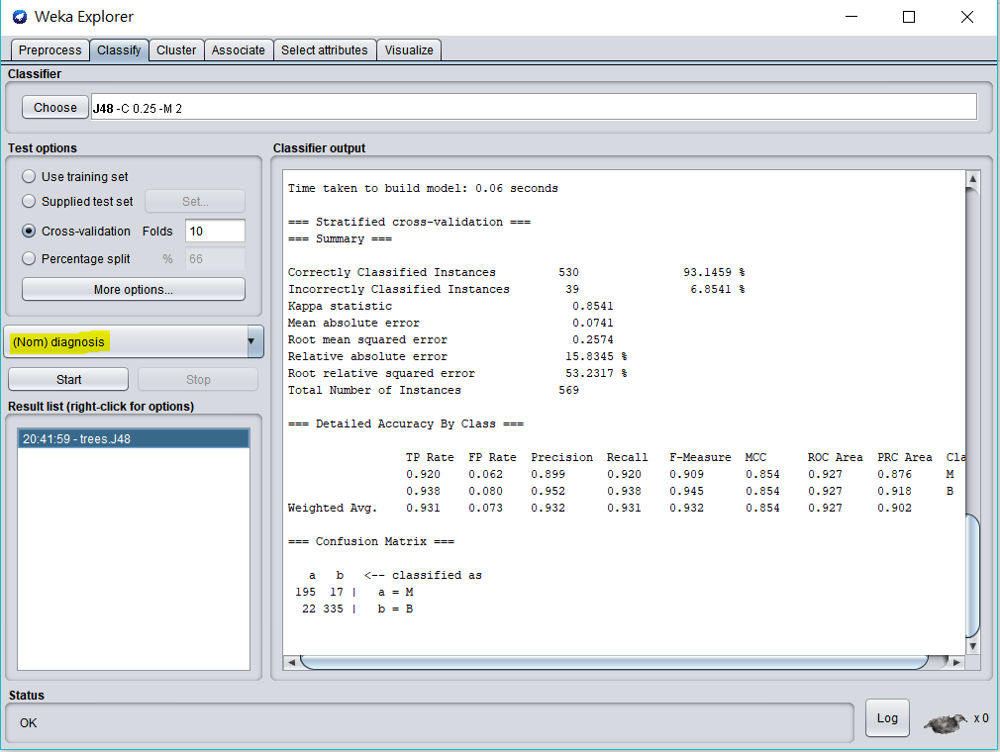 Weka Explorer
Preprocess Classify Cluster Associate Select attributes Visualize
Classifier
Choose J48 -C 0.25 -M 2
Test options
Use training set
Supplied test set Set...
Cross-validation Folds 10
Percentage split % 66
More options...
(Nom) diagnosis
Start Stop
Result list (right-click for options)
20:41:59 - trees.J48
Classifier output
Time taken to build model: 0.06 seconds
=== Stratified cross-validation ===
=== Summary ===
Correctly Classified Instances 530 93.1459 %
Incorrectly Classified Instances 39 6.8541 %
Kappa statistic 0.8541
Mean absolute error 0.0741
Root mean squared error 0.2574
Relative absolute error 15.8345 %
Root relative squared error 53.2317 %
Total Number of Instances 569
=== Detailed Accuracy By Class ===
TP Rate FP Rate Precision Recall F-Measure MCC ROC Area PRC Area Cla
0.920 0.062 0.899 0.920 0.909 0.854 0.927 0.876 M
0.938 0.080 0.952 0.938 0.945 0.854 0.927 0.918 B
Weighted Avg. 0.931 0.073 0.932 0.931 0.932 0.854 0.927 0.902
=== Confusion Matrix ===
a b <-- classified as
195 17 | a = M
22 335 | b = B
Status
OK
Log x 0